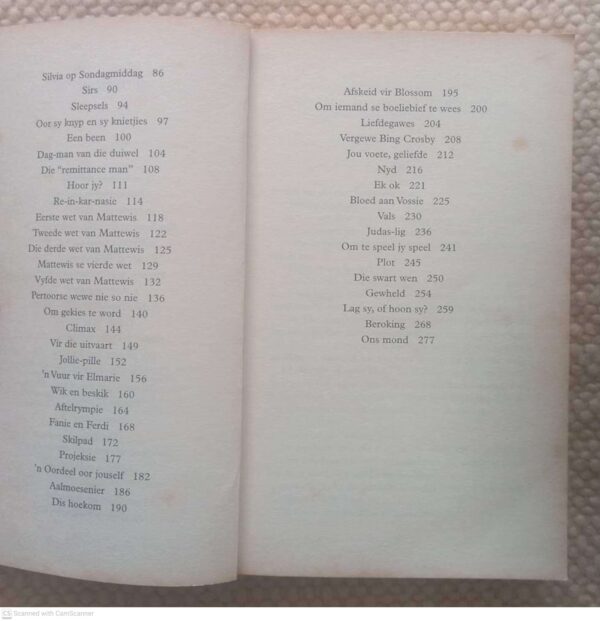 Silvia op Sondagmiddag 86
Sirs 90
Sleepsels 94
Oor sy knyp en sy knietjies 97
Een been 100
Dag-man van die duiwel 104
Die “remittance man” 108
Hoor jy? 111
Re-in-kar-nasie 114
Eerste wet van Mattewis 118
Tweede wet van Mattewis 122
Die derde wet van Mattewis 125
Mattewis se vierde wet 129
Vyfde wet van Mattewis 132
Pertoorse wewe nie so nie 136
Om gekies te word 140
Climax 144
Vir die uitvaart 149
Jollie-pille 152
'n Vuur vir Elmarie 156
Wik en beskik 160
Aftelrympie 164
Fanie en Ferdi 168
Skilpad 172
Projeksie 177
'n Oordeel oor jouself 182
Aalmoesenier 186
Dis hoekom 190
Afskeid vir Blossom 195
Om iemand se boeliebief te wees 200
Liefdegawes 204
Vergewe Bing Crosby 208
Jou voete, geliefde 212
Nyd 216
Ek ok 221
Bloed aan Vossie 225
Vals 230
Judas-lig 236
Om te speel jy speel 241
Plot 245
Die swart wen 250
Gewheld 254
Lag sy, of hoon sy? 259
Beroking 268
Ons mond 277
CS Scanned with CamScanner